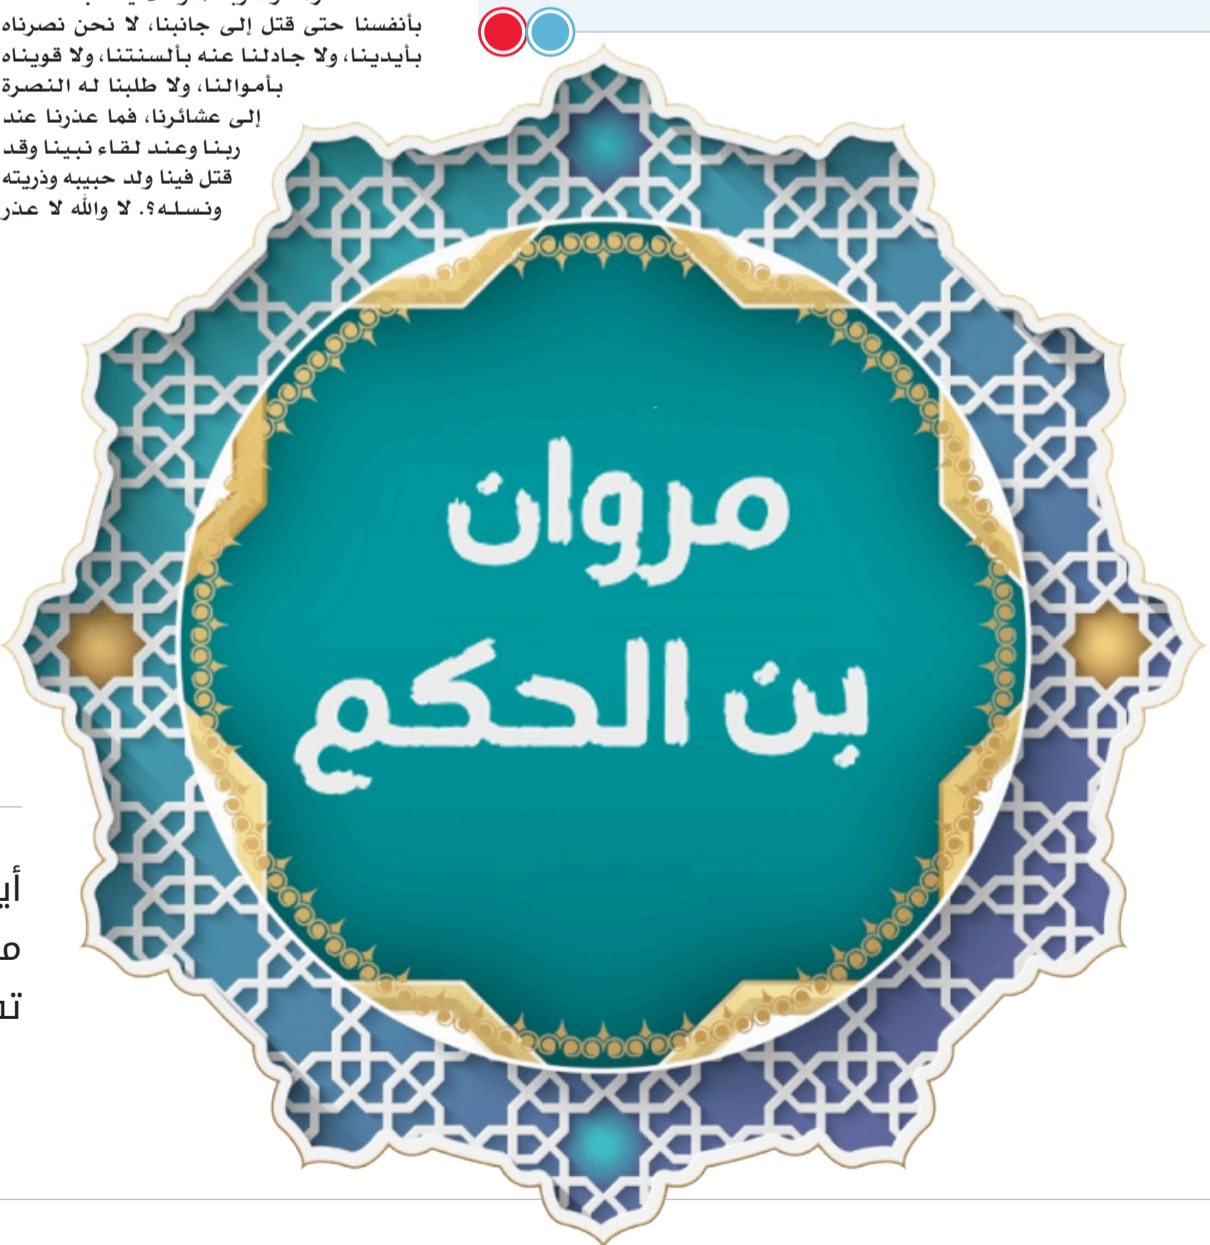 بأنفسنا حتى قتل إلى جانبنا، لا نحن نصرناه
بأيدينا، ولا جادلنا عنه بألسنتنا، ولا قويناه
بأموالنا، ولا طلبنا له النصرة
إلى عشائرنا، فما عذرنا عند
ربنا وعند لقاء نبينا وقد
قتل فينا ولد حبيبه وذريته
ونسله؟. لا والله لا عذر
مروان
بن الحكم